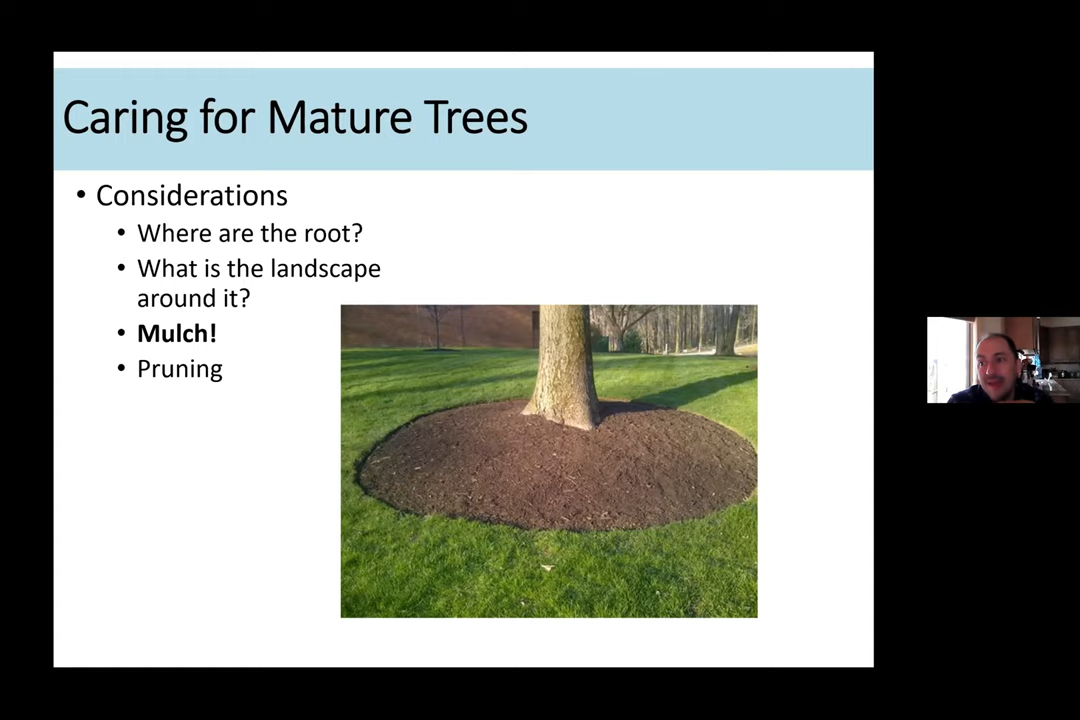 Caring for Mature Trees
• Considerations
• Where are the root?
• What is the landscape
around it?
• Mulch!
• Pruning